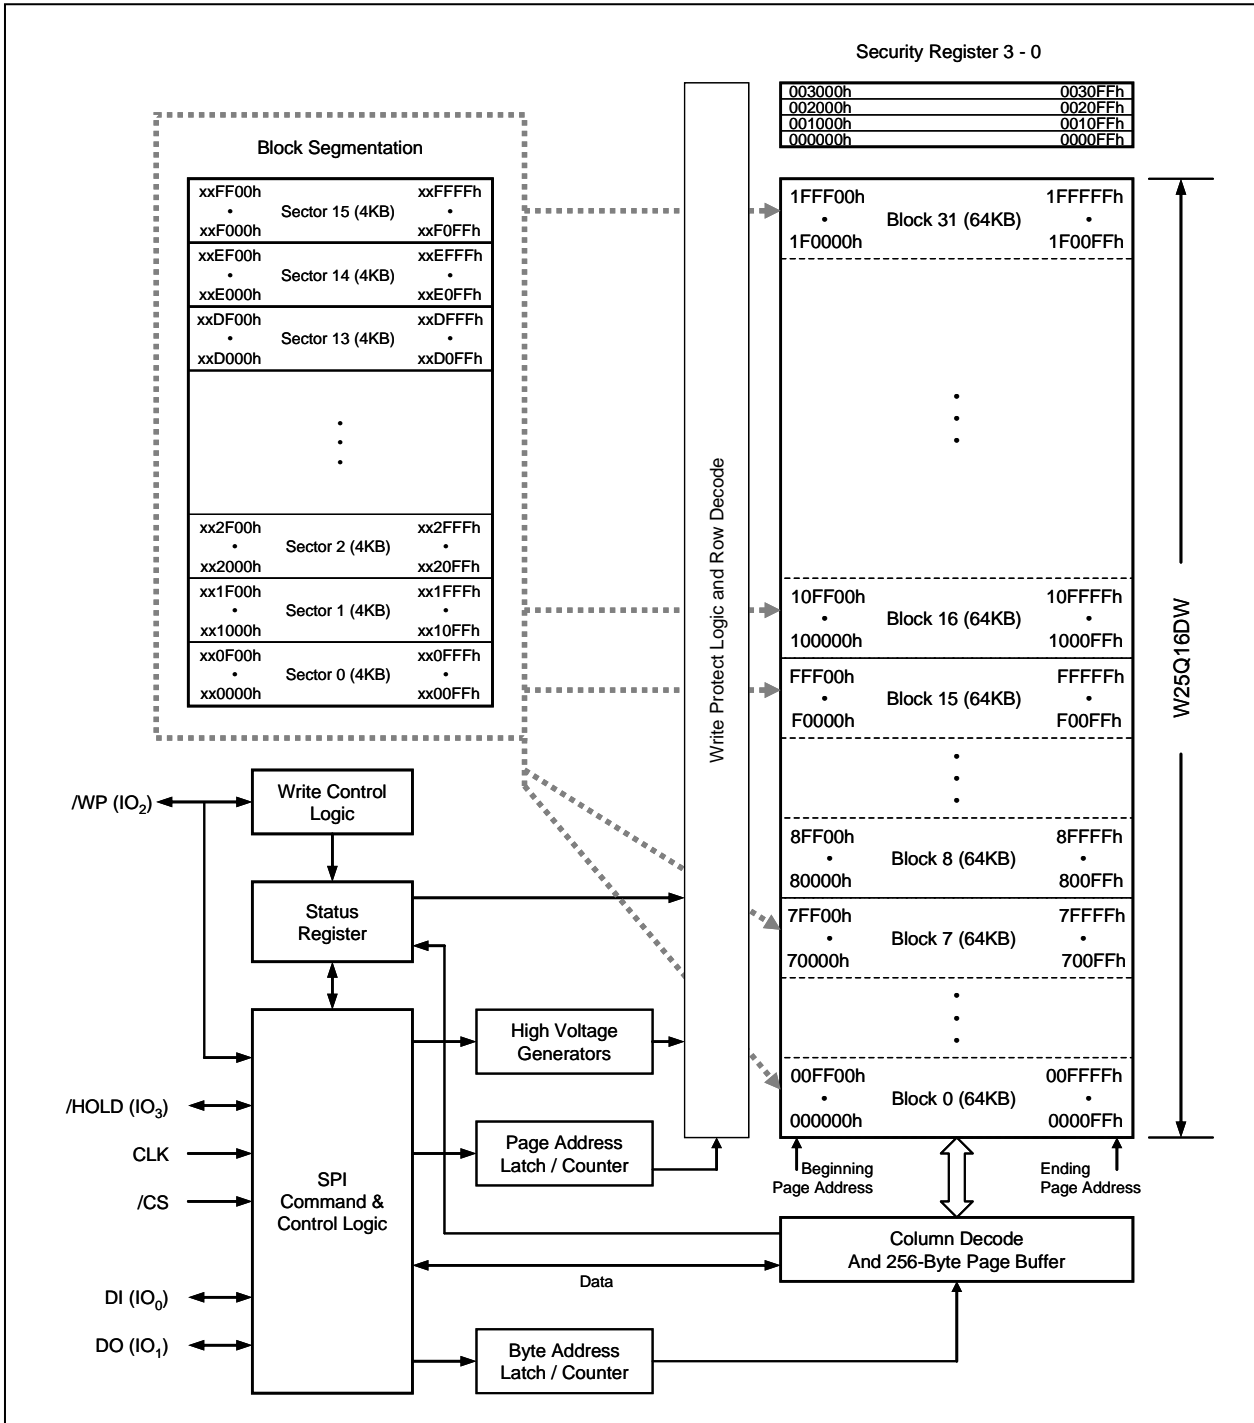 Security Register 3 - 0
003000h 0030FFh
002000h 0020FFh
001000h 0010FFh
000000h 0000FFh
Block Segmentation
xxFF00h xxFFFFh
Sector 15 (4KB)
xxF000h xxF0FFh
xxEF00h xxEFFFh
Sector 14 (4KB)
xxE000h xxE0FFh
xxDF00h xxDFFFh
Sector 13 (4KB)
xxD000h xxD0FFh
xx2F00h xx2FFFh
Sector 2 (4KB)
xx2000h xx20FFh
xx1F00h xx1FFFh
Sector 1 (4KB)
xx1000h xx10FFh
xx0F00h xx0FFFh
Sector 0 (4KB)
xx0000h xx00FFh
Write Protect Logic and Row Decode
1FFF00h 1FFFFFh
Block 31 (64KB)
1F0000h 1F00FFh
10FF00h 10FFFFh
Block 16 (64KB)
100000h 1000FFh
FFF00h FFFFFh
Block 15 (64KB)
F0000h F00FFh
8FF00h 8FFFFh
Block 8 (64KB)
80000h 800FFh
7FF00h 7FFFFh
Block 7 (64KB)
70000h 700FFh
00FF00h 00FFFFh
Block 0 (64KB)
000000h 0000FFh
W25Q16DW
Beginning
Page Address
Ending
Page Address
/WP (IO2)
Write Control
Logic
Status
Register
High Voltage
Generators
/HOLD (IO3)
CLK
/CS
Page Address
Latch / Counter
SPI
Command &
Control Logic
Column Decode
And 256-Byte Page Buffer
Data
DI (IO0)
DO (IO1)
Byte Address
Latch / Counter